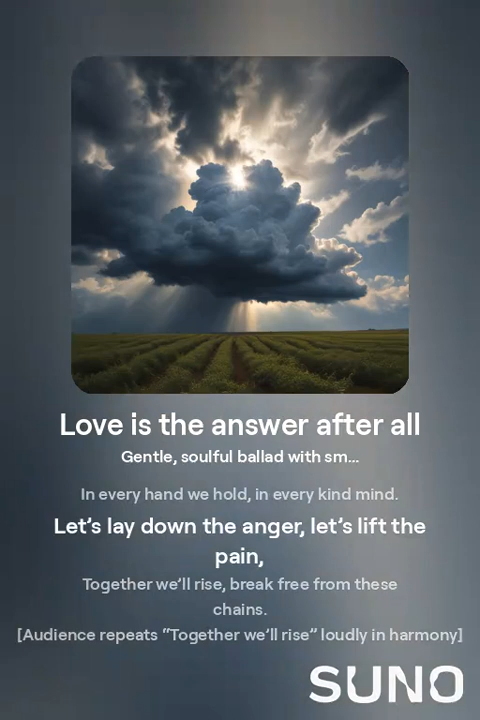 Love is the answer after all
Gentle, soulful ballad with sm...
In every hand we hold, in every kind mind.
Let’s lay down the anger, let’s lift the
pain,
Together we’ll rise, break free from these
chains.
[Audience repeats “Together we’ll rise” loudly in harmony]
SUNO